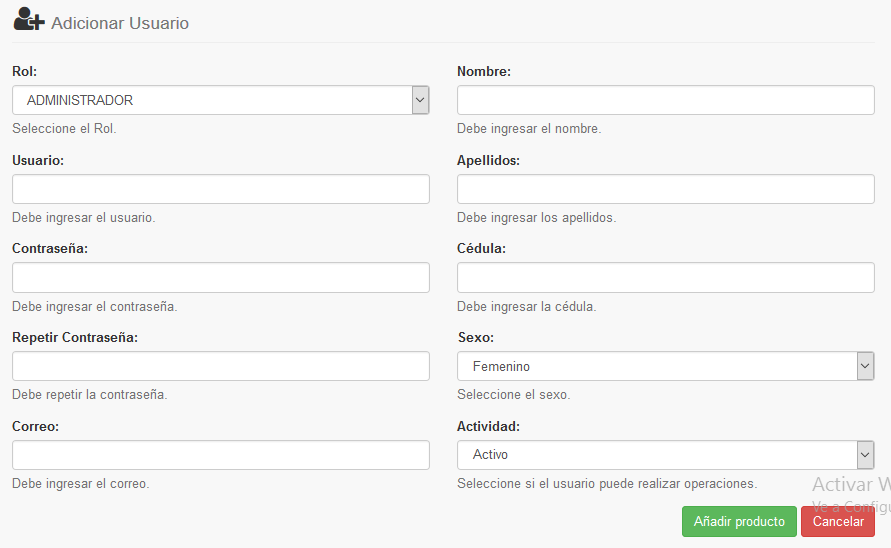 Adicionar Usuario
Rol:
ADMINISTRADOR
Seleccione el Rol.
Usuario:
Debe ingresar el usuario.
Contraseña:
Debe ingresar el contraseña.
Repetir Contraseña:
Debe repetir la contraseña.
Correo:
Debe ingresar el correo.
Nombre:
Debe ingresar el nombre.
Apellidos:
Debe ingresar los apellidos.
Cédula:
Debe ingresar la cédula.
Sexo:
Femenino
Seleccione el sexo.
Actividad:
Activo
Seleccione si el usuario puede realizar operaciones.
Activar W
Ve a Configu
Añadir producto
Cancelar